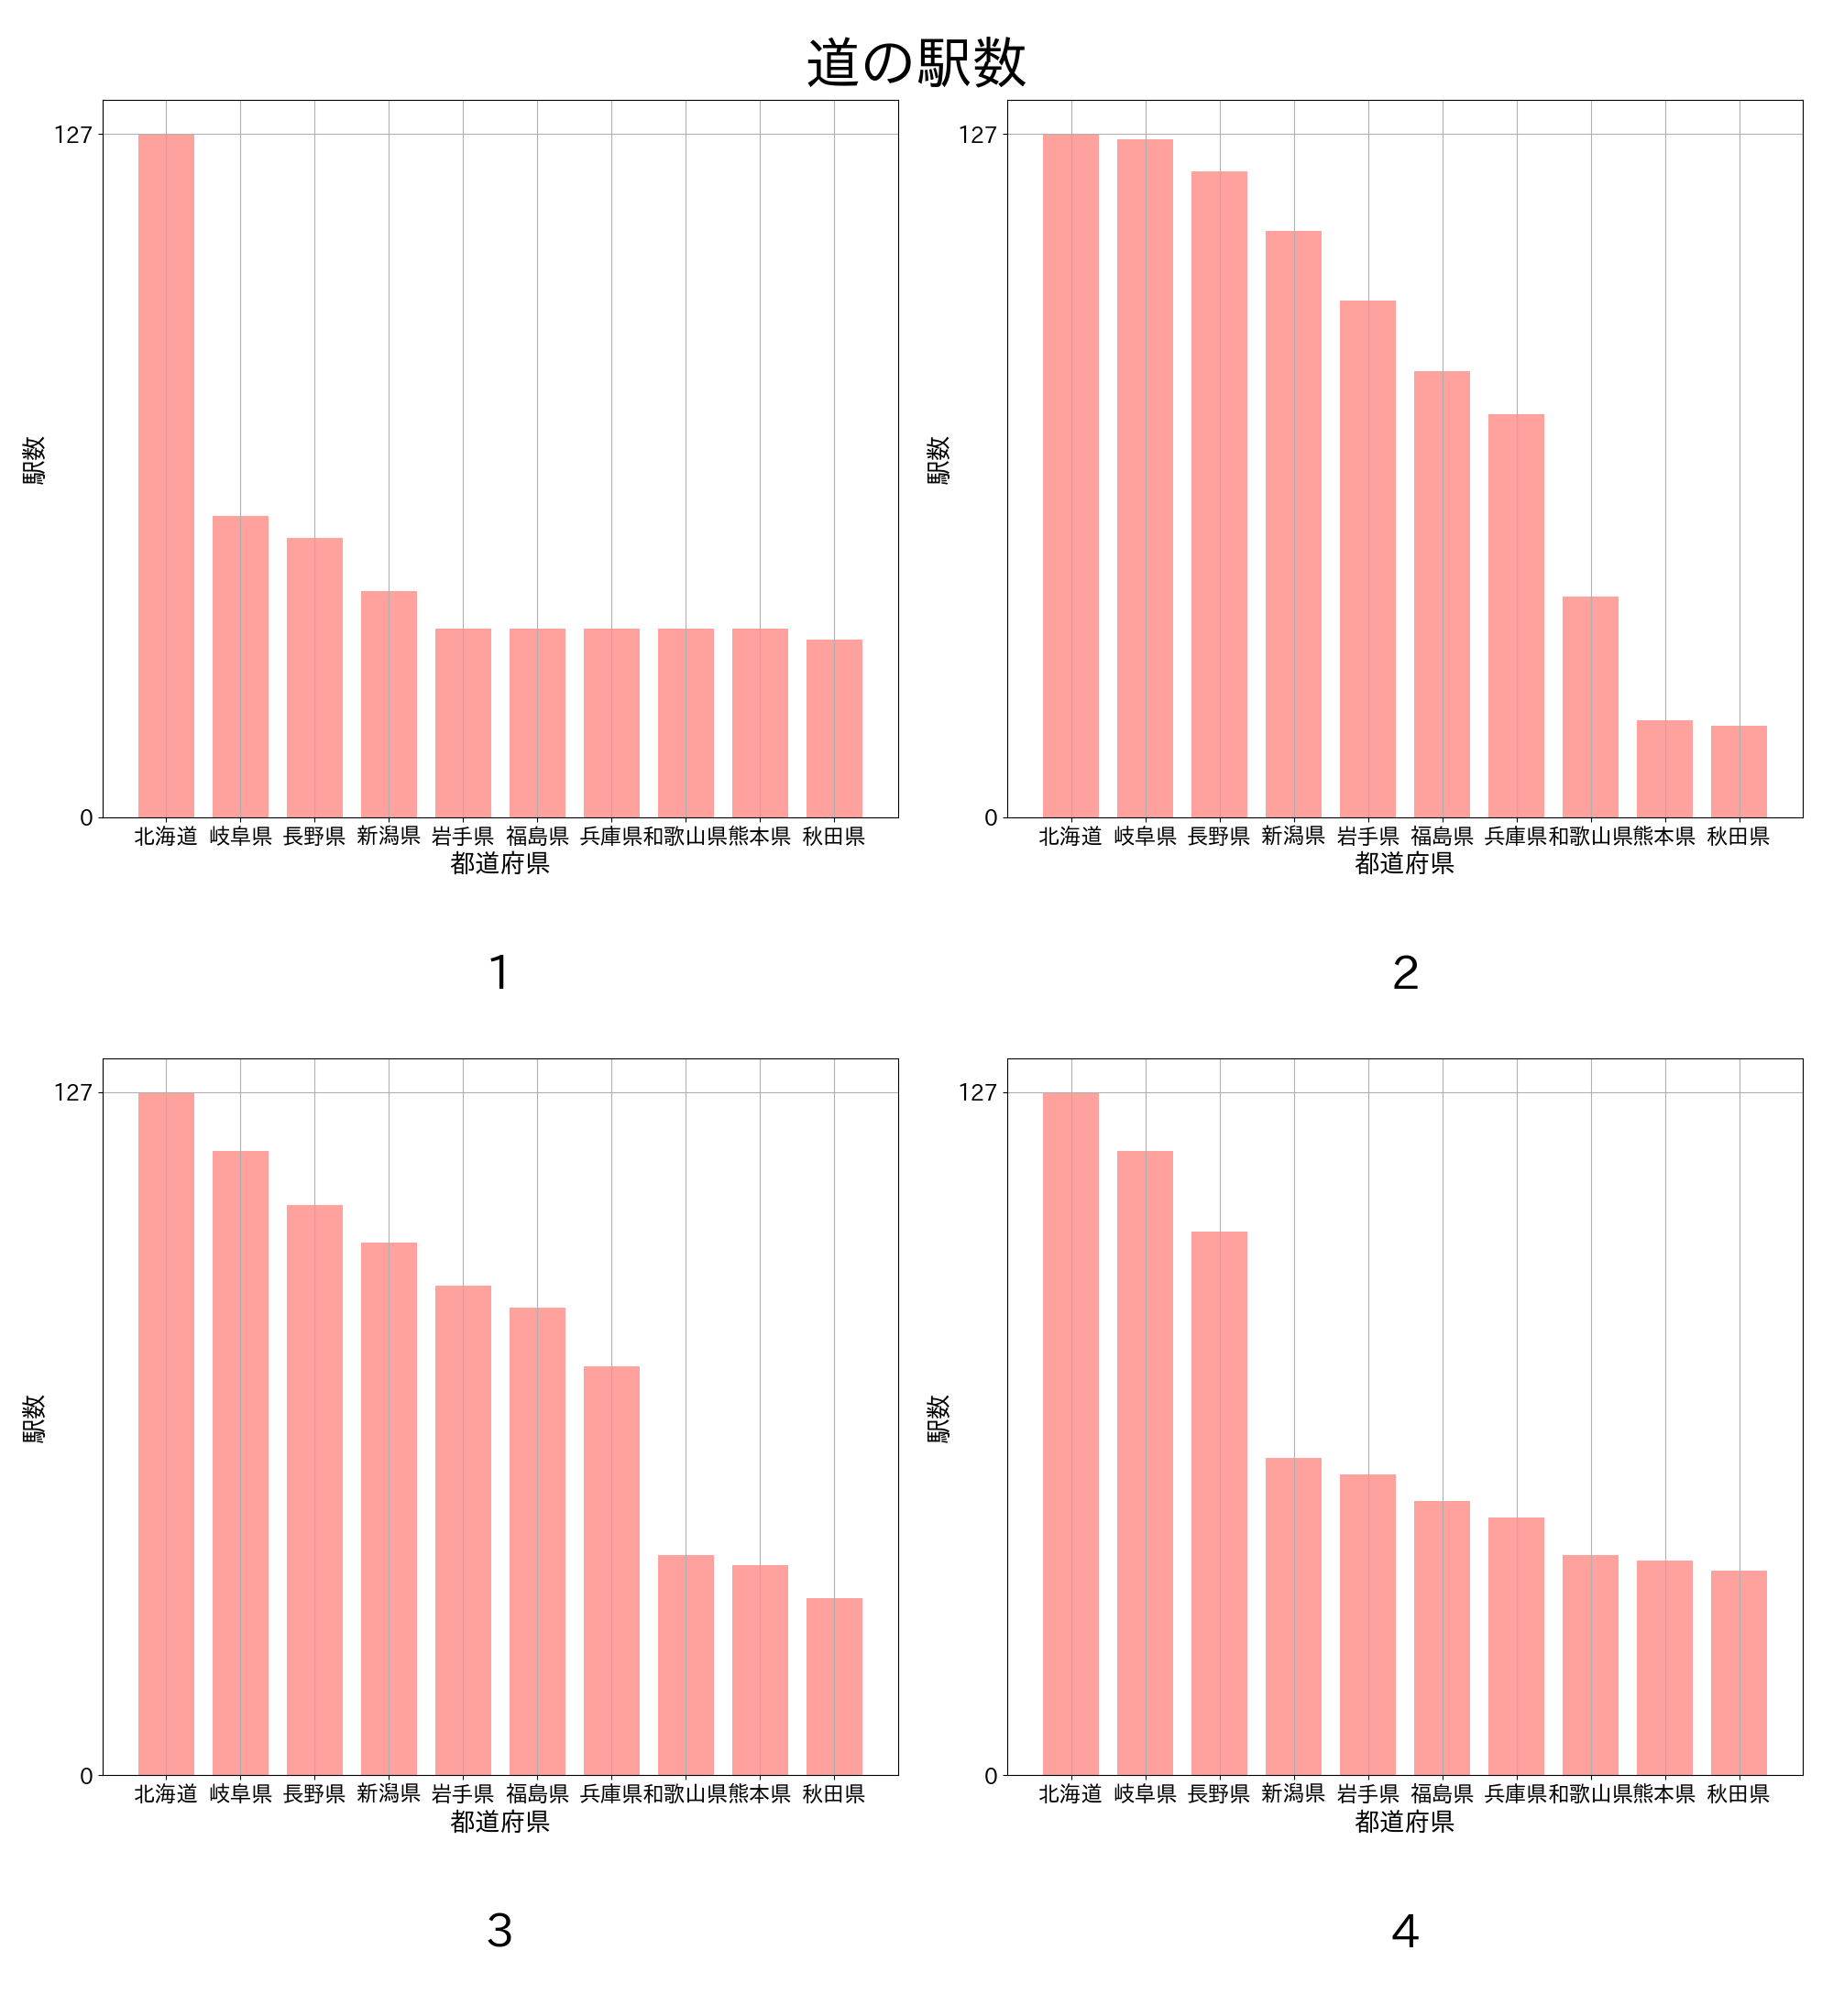 道の駅数
127
0
駅数
北海道 岐阜県 長野県 新潟県 岩手県 福島県 兵庫県 和歌山県 熊本県 秋田県
都道府県
1
127
0
駅数
北海道 岐阜県 長野県 新潟県 岩手県 福島県 兵庫県 和歌山県 熊本県 秋田県
都道府県
2
127
0
駅数
北海道 岐阜県 長野県 新潟県 岩手県 福島県 兵庫県 和歌山県 熊本県 秋田県
都道府県
3
127
0
駅数
北海道 岐阜県 長野県 新潟県 岩手県 福島県 兵庫県 和歌山県 熊本県 秋田県
都道府県
4